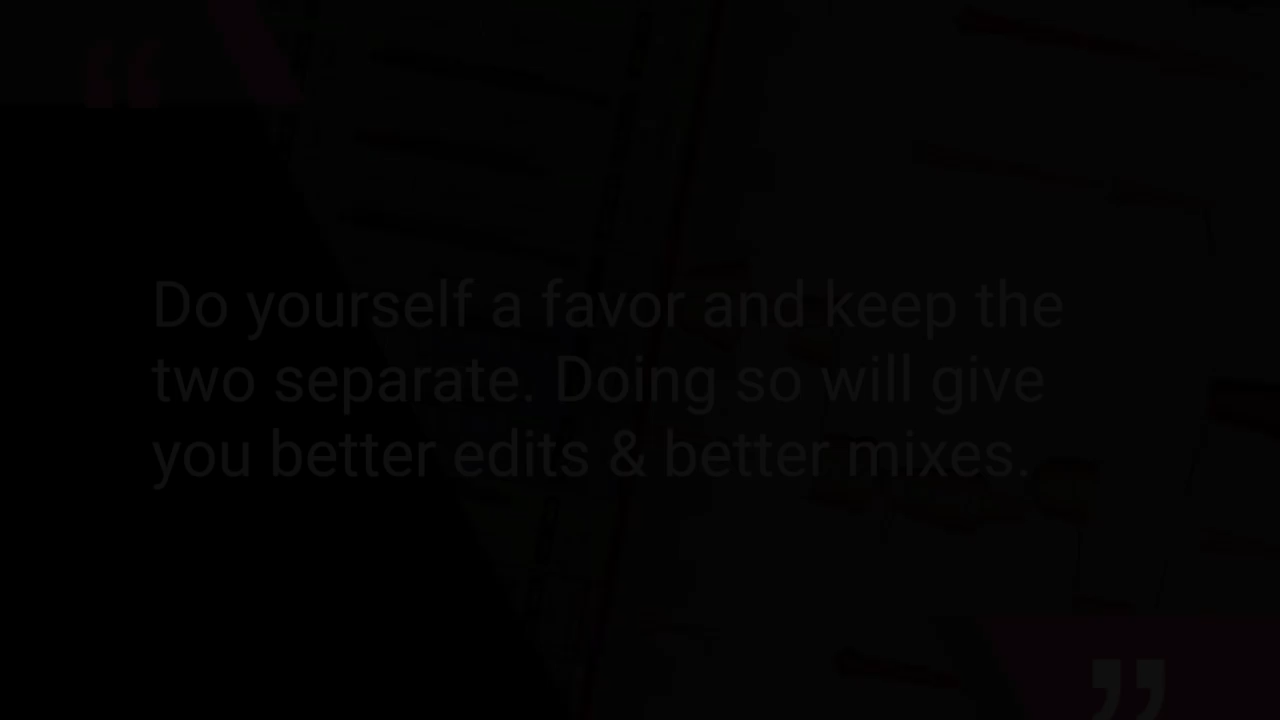 “
Do yourself a favor and keep the
two separate. Doing so will give
you better edits & better mixes.
”